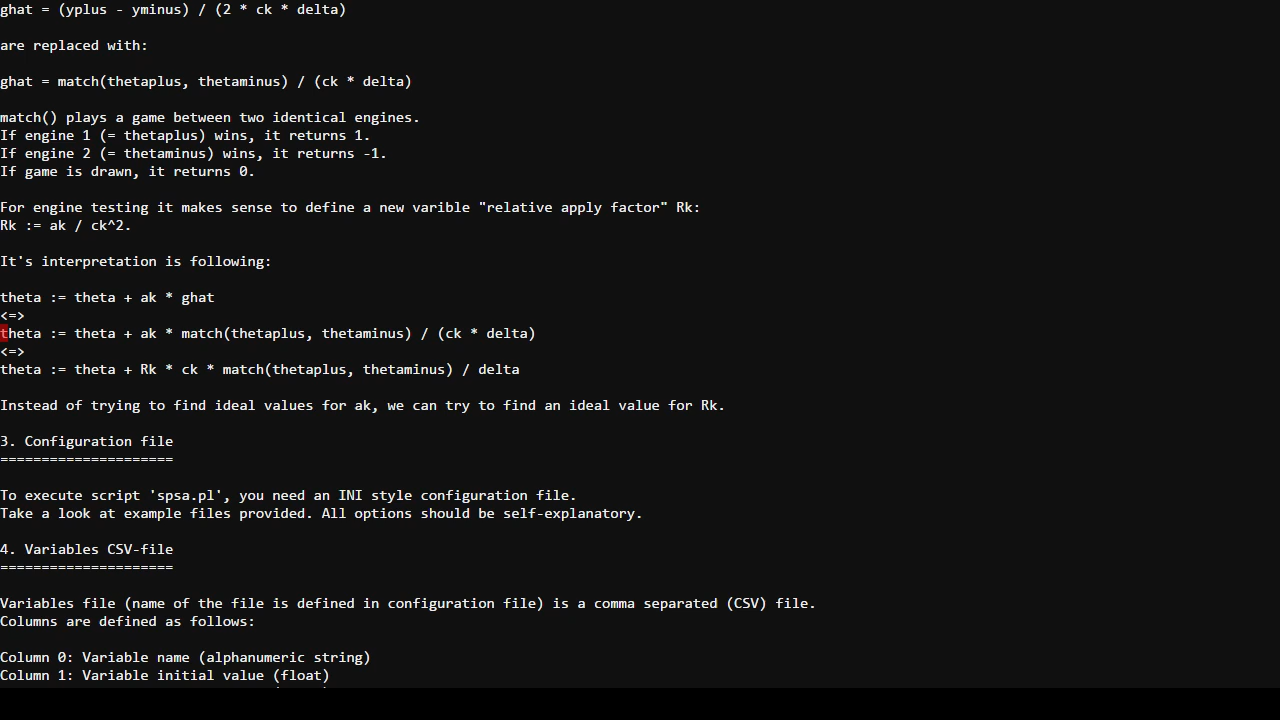 ghat = (yplus - yminus) / (2 * ck * delta)
are replaced with:
ghat = match(thetaplus, thetaminus) / (ck * delta)
match() plays a game between two identical engines.
If engine 1 (= thetaplus) wins, it returns 1.
If engine 2 (= thetaminus) wins, it returns -1.
If game is drawn, it returns 0.
For engine testing it makes sense to define a new varible "relative apply factor" Rk:
Rk := ak / ck^2.
It's interpretation is following:
theta := theta + ak * ghat
<=>
theta := theta + ak * match(thetaplus, thetaminus) / (ck * delta)
<=>
theta := theta + Rk * ck * match(thetaplus, thetaminus) / delta
Instead of trying to find ideal values for ak, we can try to find an ideal value for Rk.
3. Configuration file
=====================
To execute script 'spsa.pl', you need an INI style configuration file.
Take a look at example files provided. All options should be self-explanatory.
4. Variables CSV-file
=====================
Variables file (name of the file is defined in configuration file) is a comma separated (CSV) file.
Columns are defined as follows:
Column 0: Variable name (alphanumeric string)
Column 1: Variable initial value (float)